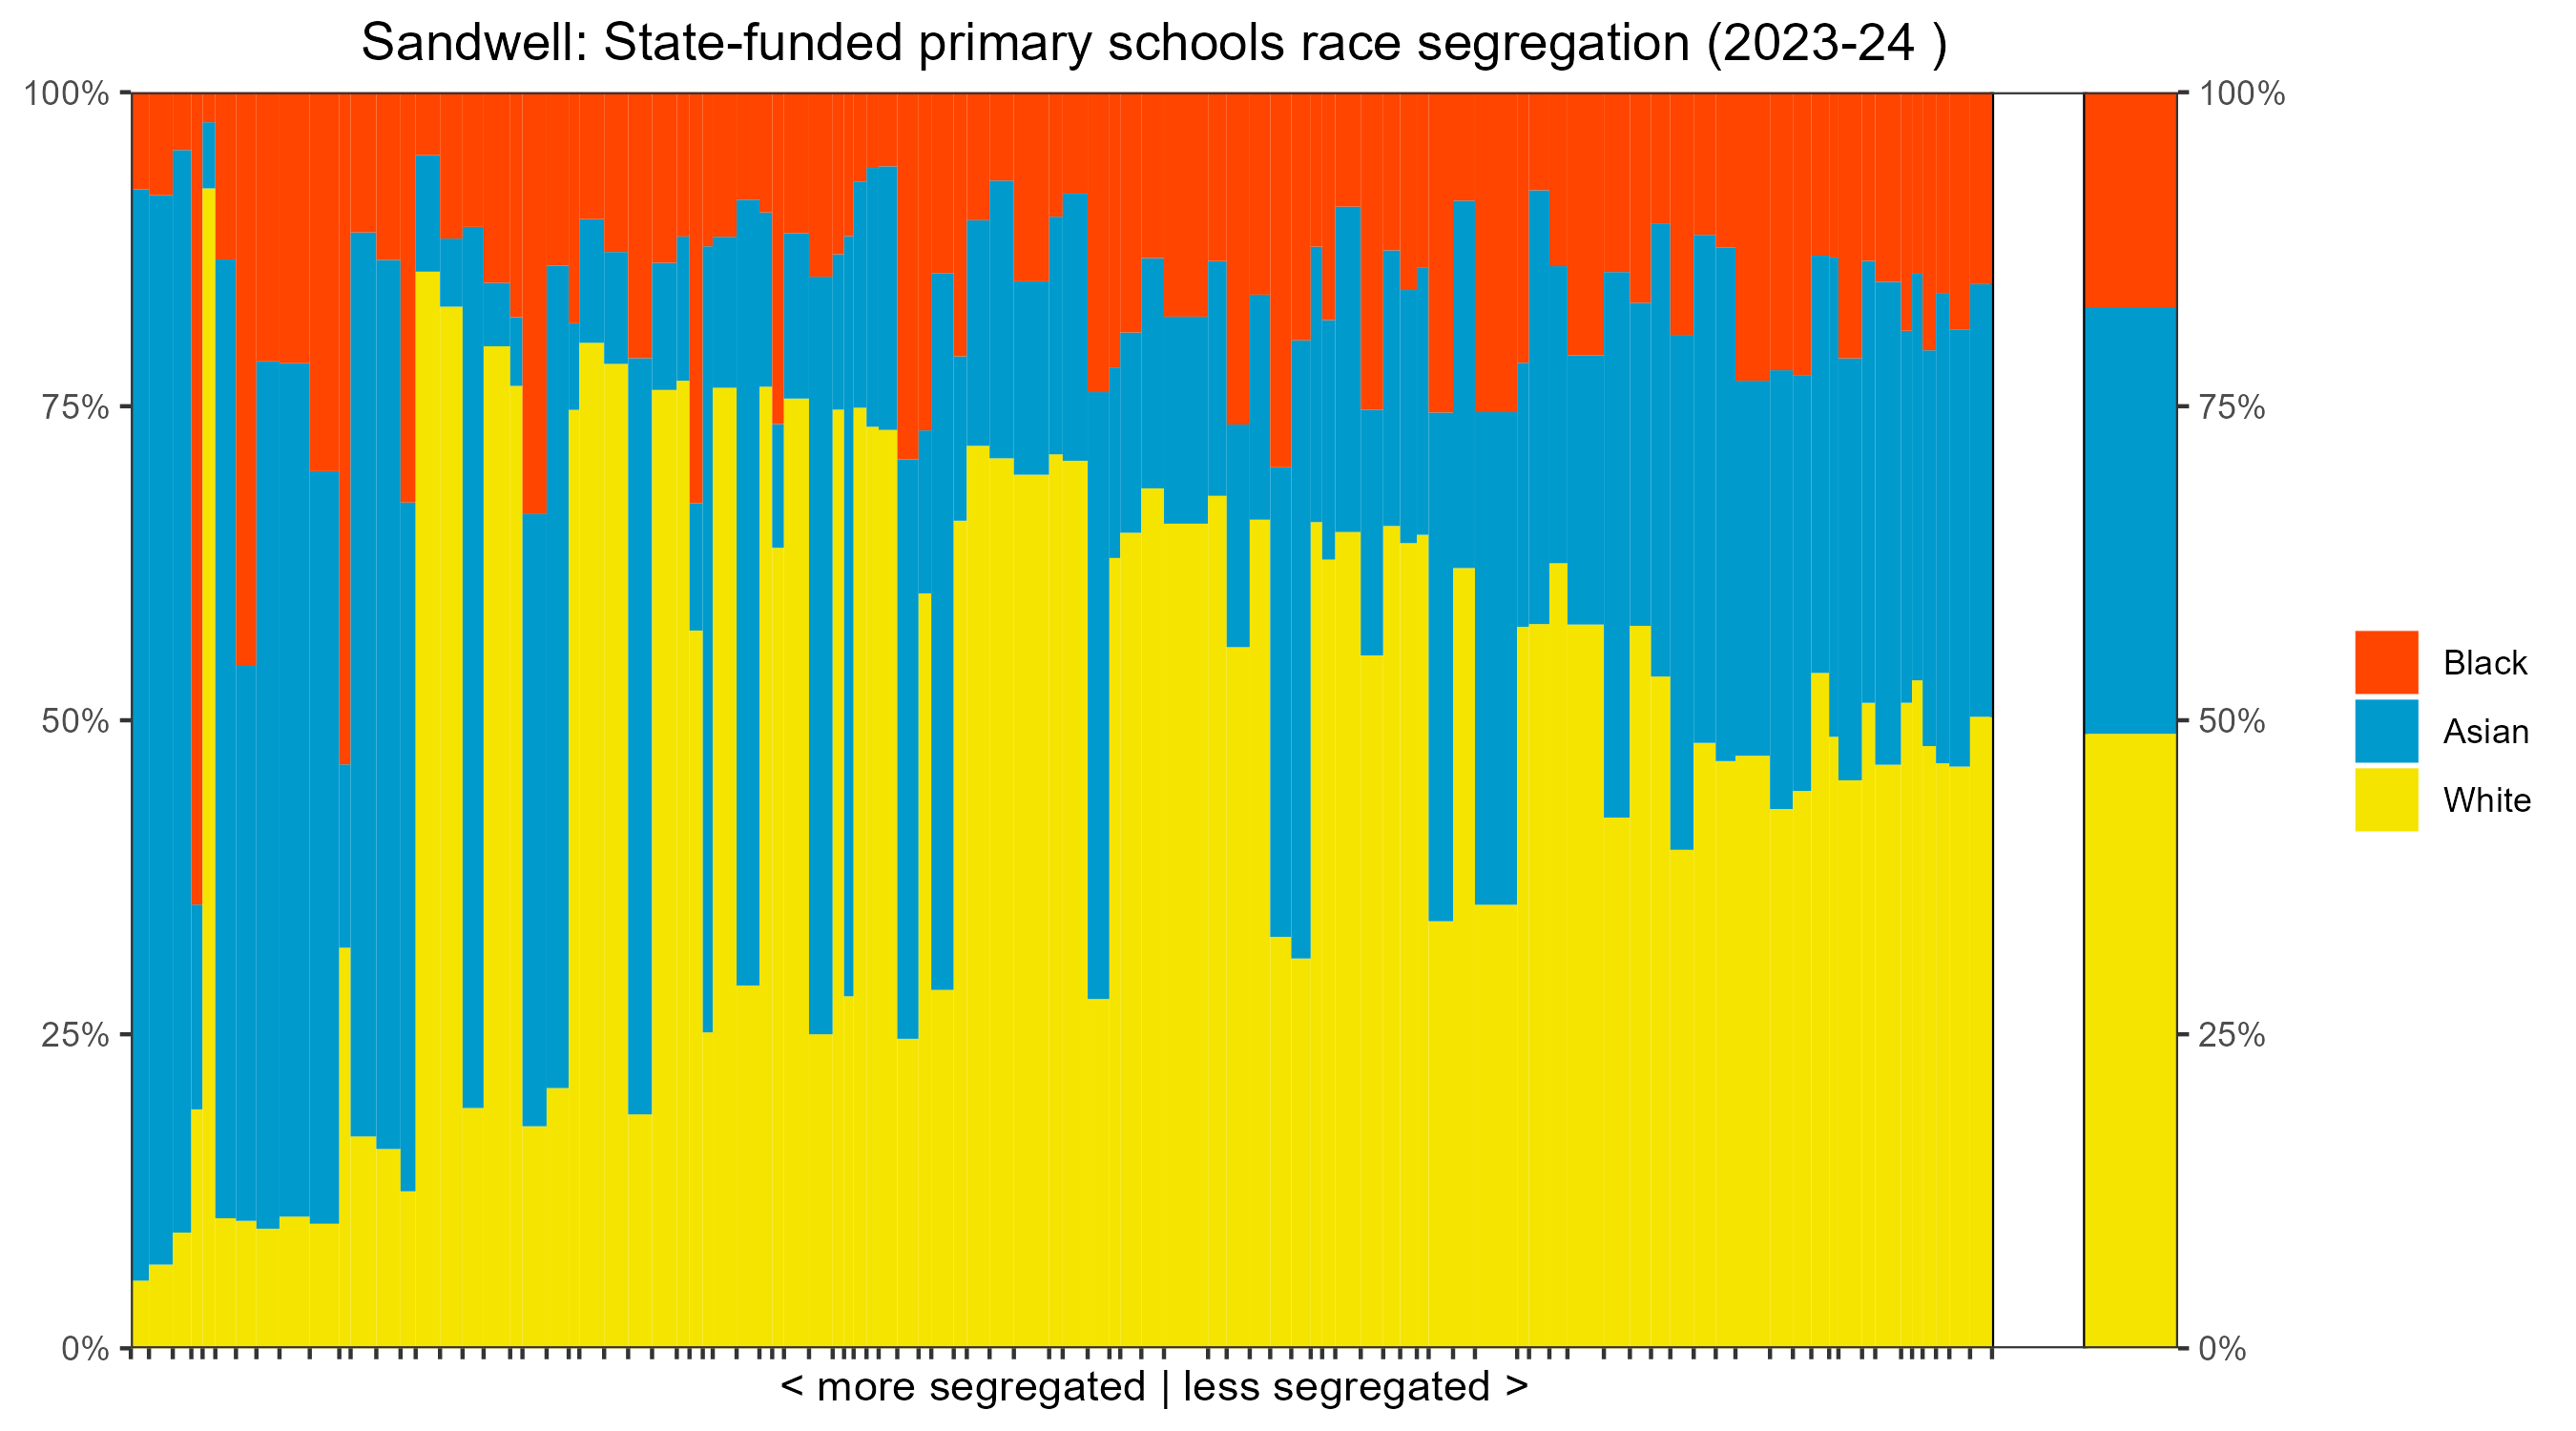 Sandwell: State-funded primary schools race segregation (2023-24 )
100%
75%
50%
25%
0%
100%
75%
50%
25%
0%
Black
Asian
White
< more segregated | less segregated >